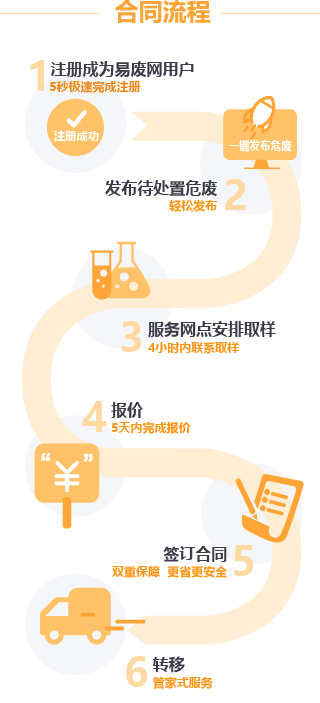 合同流程
1 注册成为易废网用户
5秒极速完成注册
注册成功
一键发布危废
发布待处置危废 2
轻松发布
3 服务网点安排取样
4小时内联系取样
4 报价
5天内完成报价
“¥”
签订合同 5
双重保障 更省更安全
6 转移
管家式服务